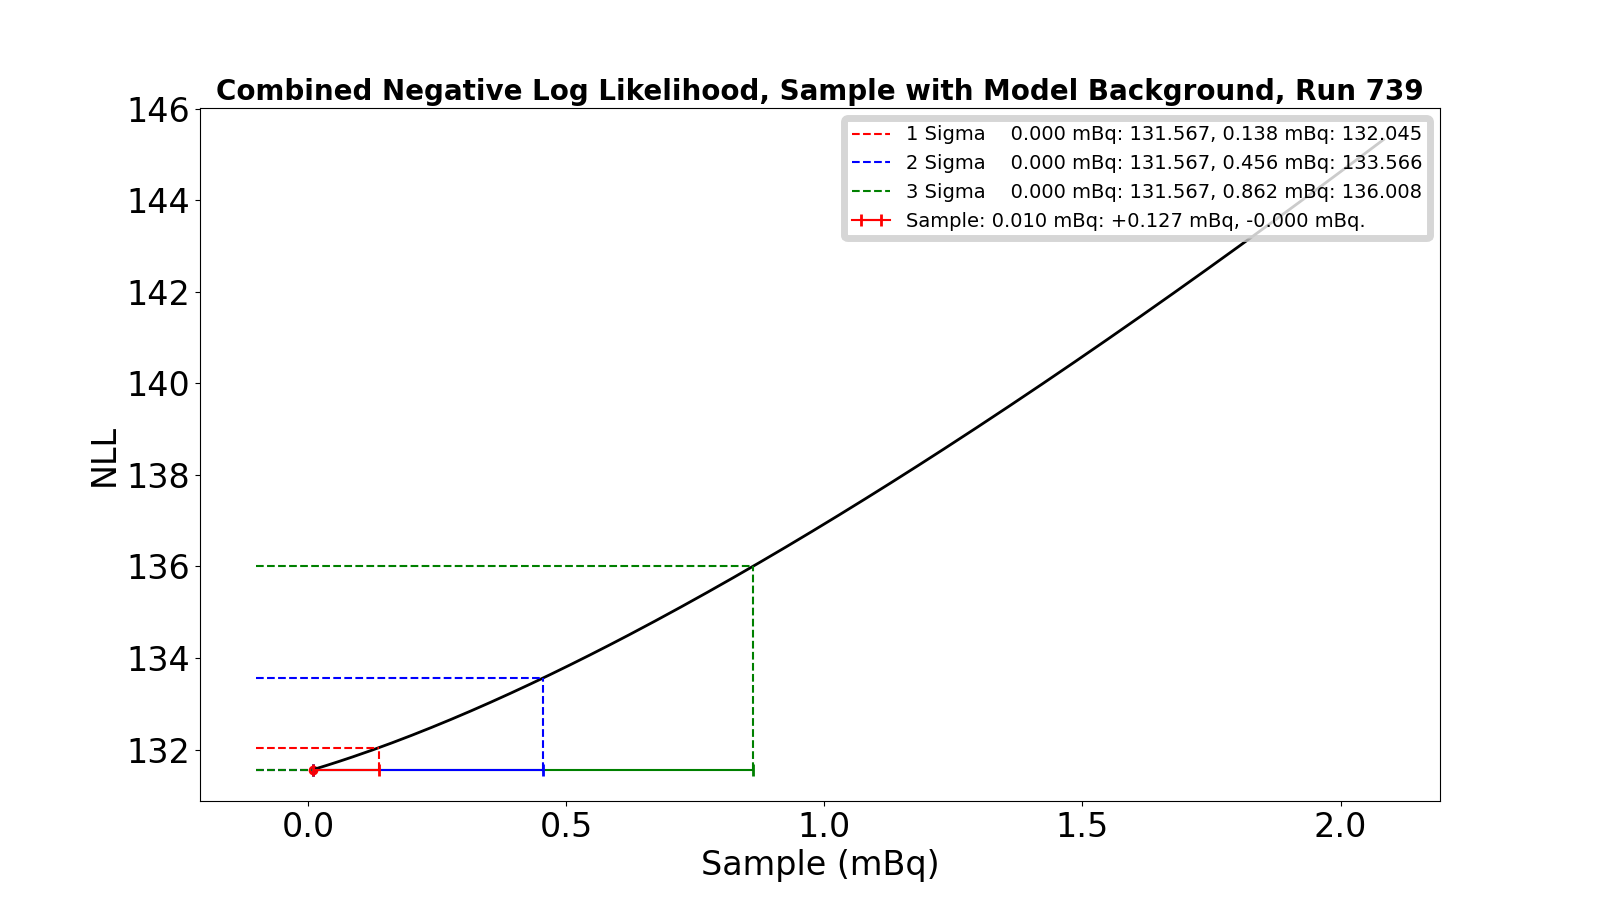 Combined Negative Log Likelihood, Sample with Model Background, Run 739
146
144
142
140
138
136
134
132
NLL
1 Sigma    0.000 mBq: 131.567, 0.138 mBq: 132.045
2 Sigma    0.000 mBq: 131.567, 0.456 mBq: 133.566
3 Sigma    0.000 mBq: 131.567, 0.862 mBq: 136.008
Sample: 0.010 mBq: +0.127 mBq, -0.000 mBq.
0.0 0.5 1.0 1.5 2.0
Sample (mBq)